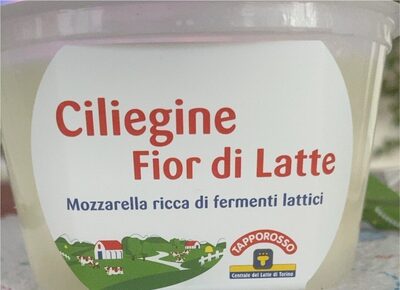 Ciliegine
Fior di Latte
Mozzarella ricca di fermenti lattici
TAPPOROSSO
Centrale del Latte di Torino